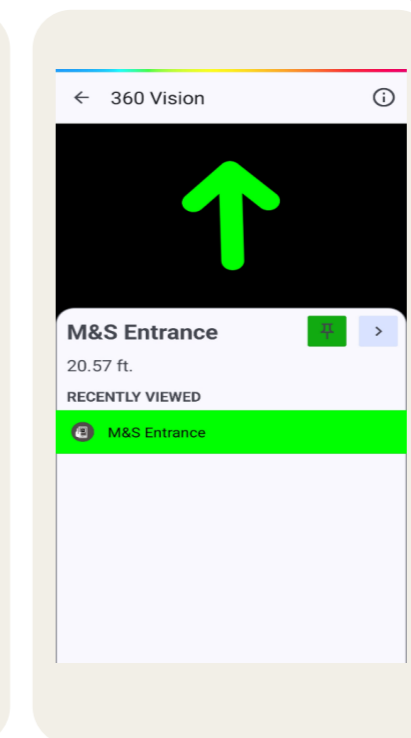 360 Vision
M&S Entrance
20.57 ft.
RECENTLY VIEWED
M&S Entrance